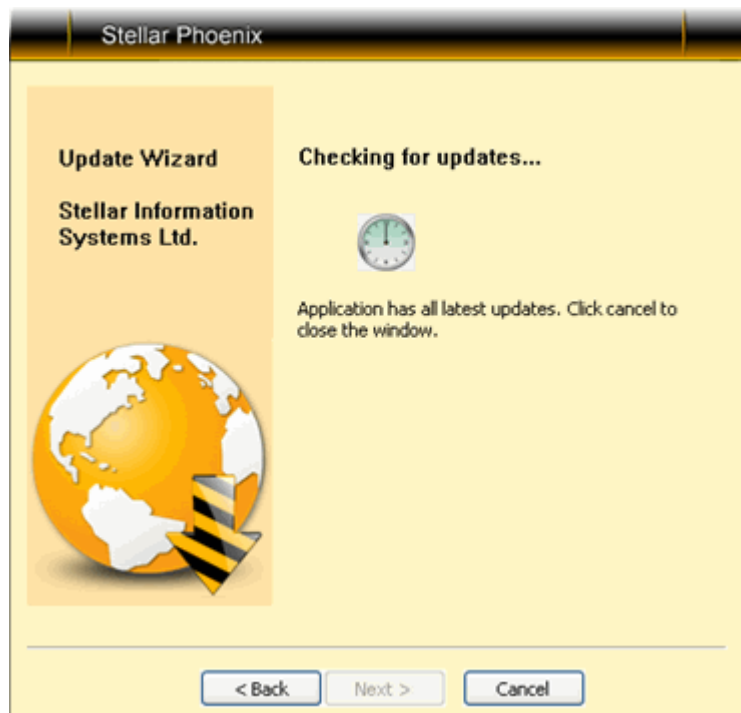 Stellar Phoenix
Update Wizard
Stellar Information
Systems Ltd.
Checking for updates...
Application has all latest updates. Click cancel to
close the window.
< Back
Next >
Cancel